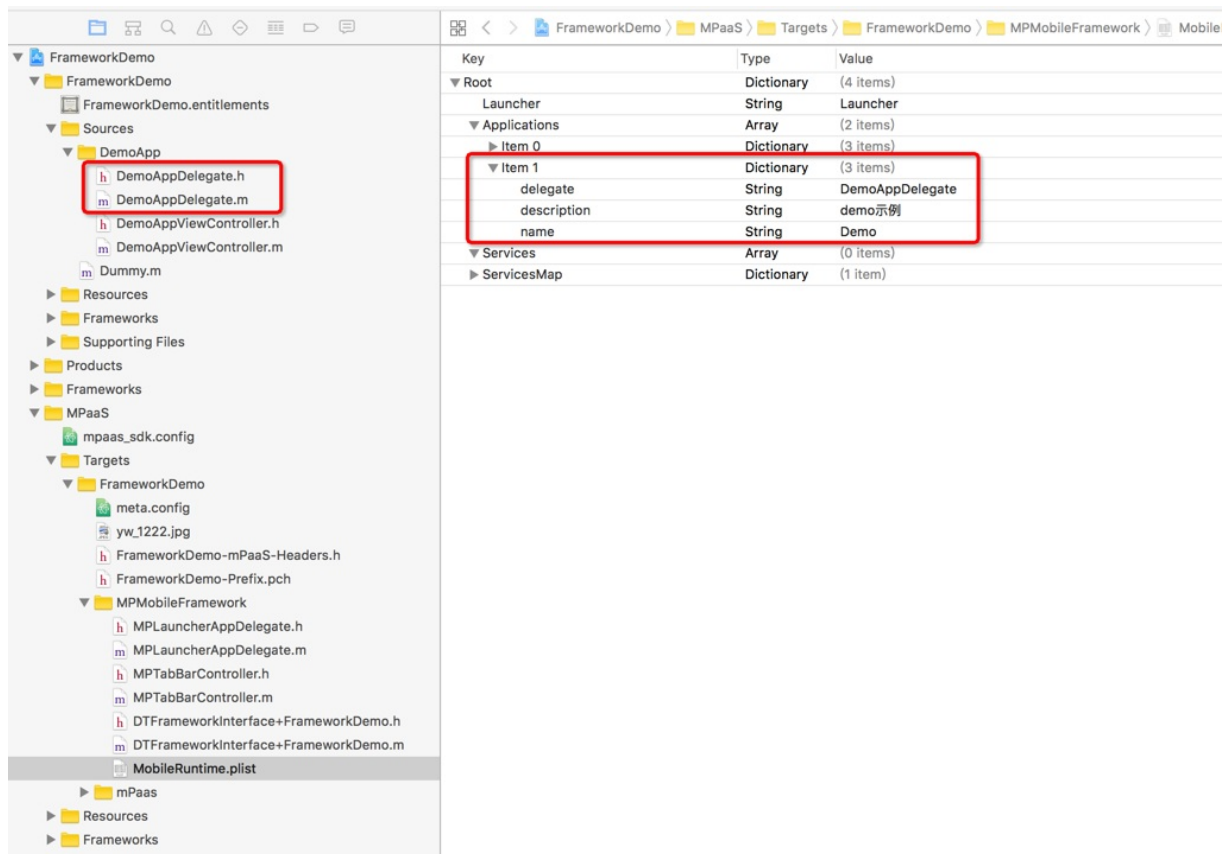 FrameworkDemo
FrameworkDemo
FrameworkDemo.entitlements
Sources
DemoApp
h DemoAppDelegate.h
m DemoAppDelegate.m
h DemoAppViewController.h
m DemoAppViewController.m
m Dummy.m
Resources
Frameworks
Supporting Files
Products
Frameworks
MPaaS
mpaas_sdk.config
Targets
FrameworkDemo
meta.config
yw_1222.jpg
h FrameworkDemo-mPaaS-Headers.h
h FrameworkDemo-Prefix.pch
MPMobileFramework
h MPLauncherAppDelegate.h
m MPLauncherAppDelegate.m
h MPTabBarController.h
m MPTabBarController.m
h DTFrameworkInterface+FrameworkDemo.h
m DTFrameworkInterface+FrameworkDemo.m
MobileRuntime.plist
mPaas
Resources
Frameworks
FrameworkDemo 〉 MPaaS 〉 Targets 〉 FrameworkDemo 〉 MPMobileFramework 〉 Mobile
Key Type Value
Root Dictionary (4 items)
Launcher String Launcher
Applications Array (2 items)
Item 0 Dictionary (3 items)
Item 1 Dictionary (3 items)
delegate String DemoAppDelegate
description String demo示例
name String Demo
Services Array (0 items)
ServicesMap Dictionary (1 item)